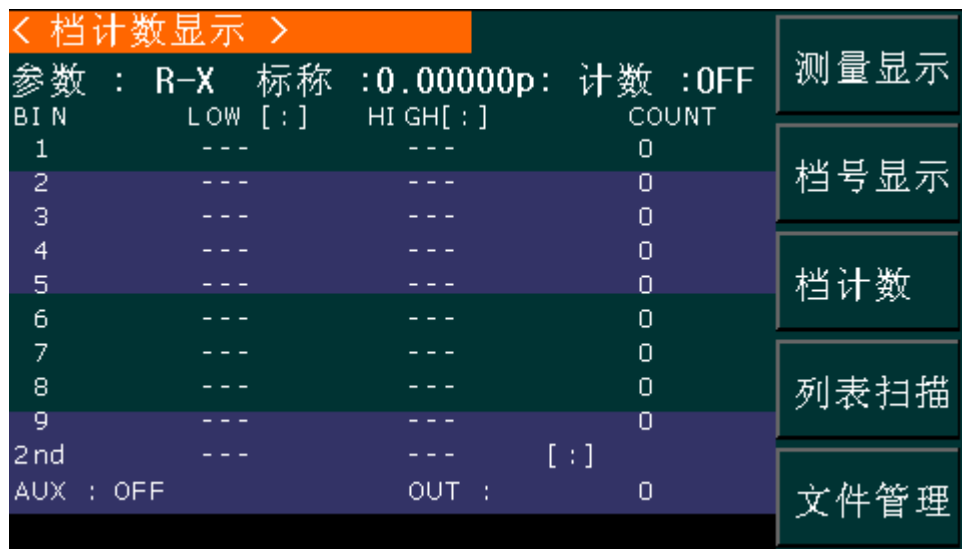 < 档计数显示 >
参数 : R-X 标称 :0.00000p: 计数 :OFF
BIN LOW [:] HIGH[:] COUNT
1 --- --- 0
2 --- --- 0
3 --- --- 0
4 --- --- 0
5 --- --- 0
6 --- --- 0
7 --- --- 0
8 --- --- 0
9 --- --- 0
2nd --- --- [:]
AUX : OFF OUT : 0
测量显示
档号显示
档计数
列表扫描
文件管理